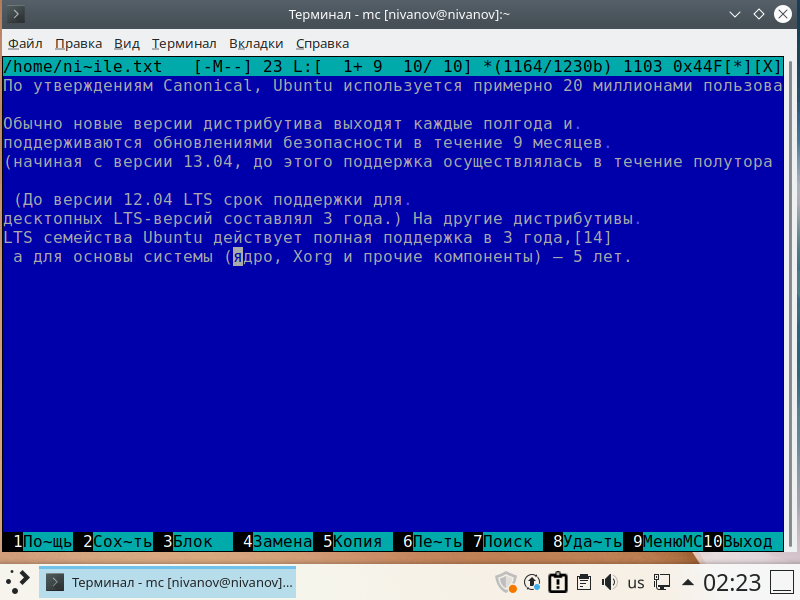 Терминал - mc [nivanov@nivanov]:~
Файл Правка Вид Терминал Вкладки Справка
/home/ni~ile.txt   [-M--] 23 L:[  1+ 9  10/ 10] *(1164/1230b) 1103 0x44F[*][X]
По утверждениям Canonical, Ubuntu используется примерно 20 миллионами пользова
Обычно новые версии дистрибутива выходят каждые полгода и.
поддерживаются обновлениями безопасности в течение 9 месяцев.
(начиная с версии 13.04, до этого поддержка осуществлялась в течение полутора
(До версии 12.04 LTS срок поддержки для.
десктопных LTS-версий составлял 3 года.) На другие дистрибутивы.
LTS семейства Ubuntu действует полная поддержка в 3 года,[14]
а для основы системы (ядро, Xorg и прочие компоненты) — 5 лет.
1По~щь 2Сох~ть 3Блок 4Замена 5Копия 6Пе~ть 7Поиск 8Уда~ть 9МенюMC 10Выход
Терминал - mc [nivanov@nivanov]:... us 02:23